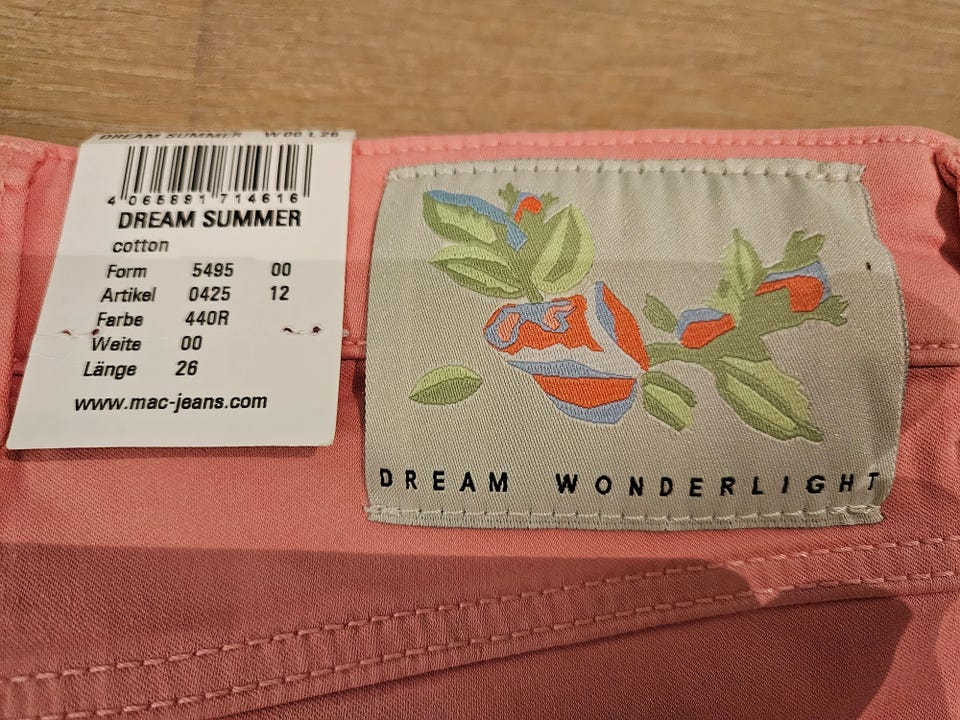 DREAM SUMMER W00 L26
4 065891 714616
DREAM SUMMER
cotton
Form 5495 00
Artikel 0425 12
Farbe 440R
Weite 00
Länge 26
www.mac-jeans.com
DREAM WONDERLIGHT